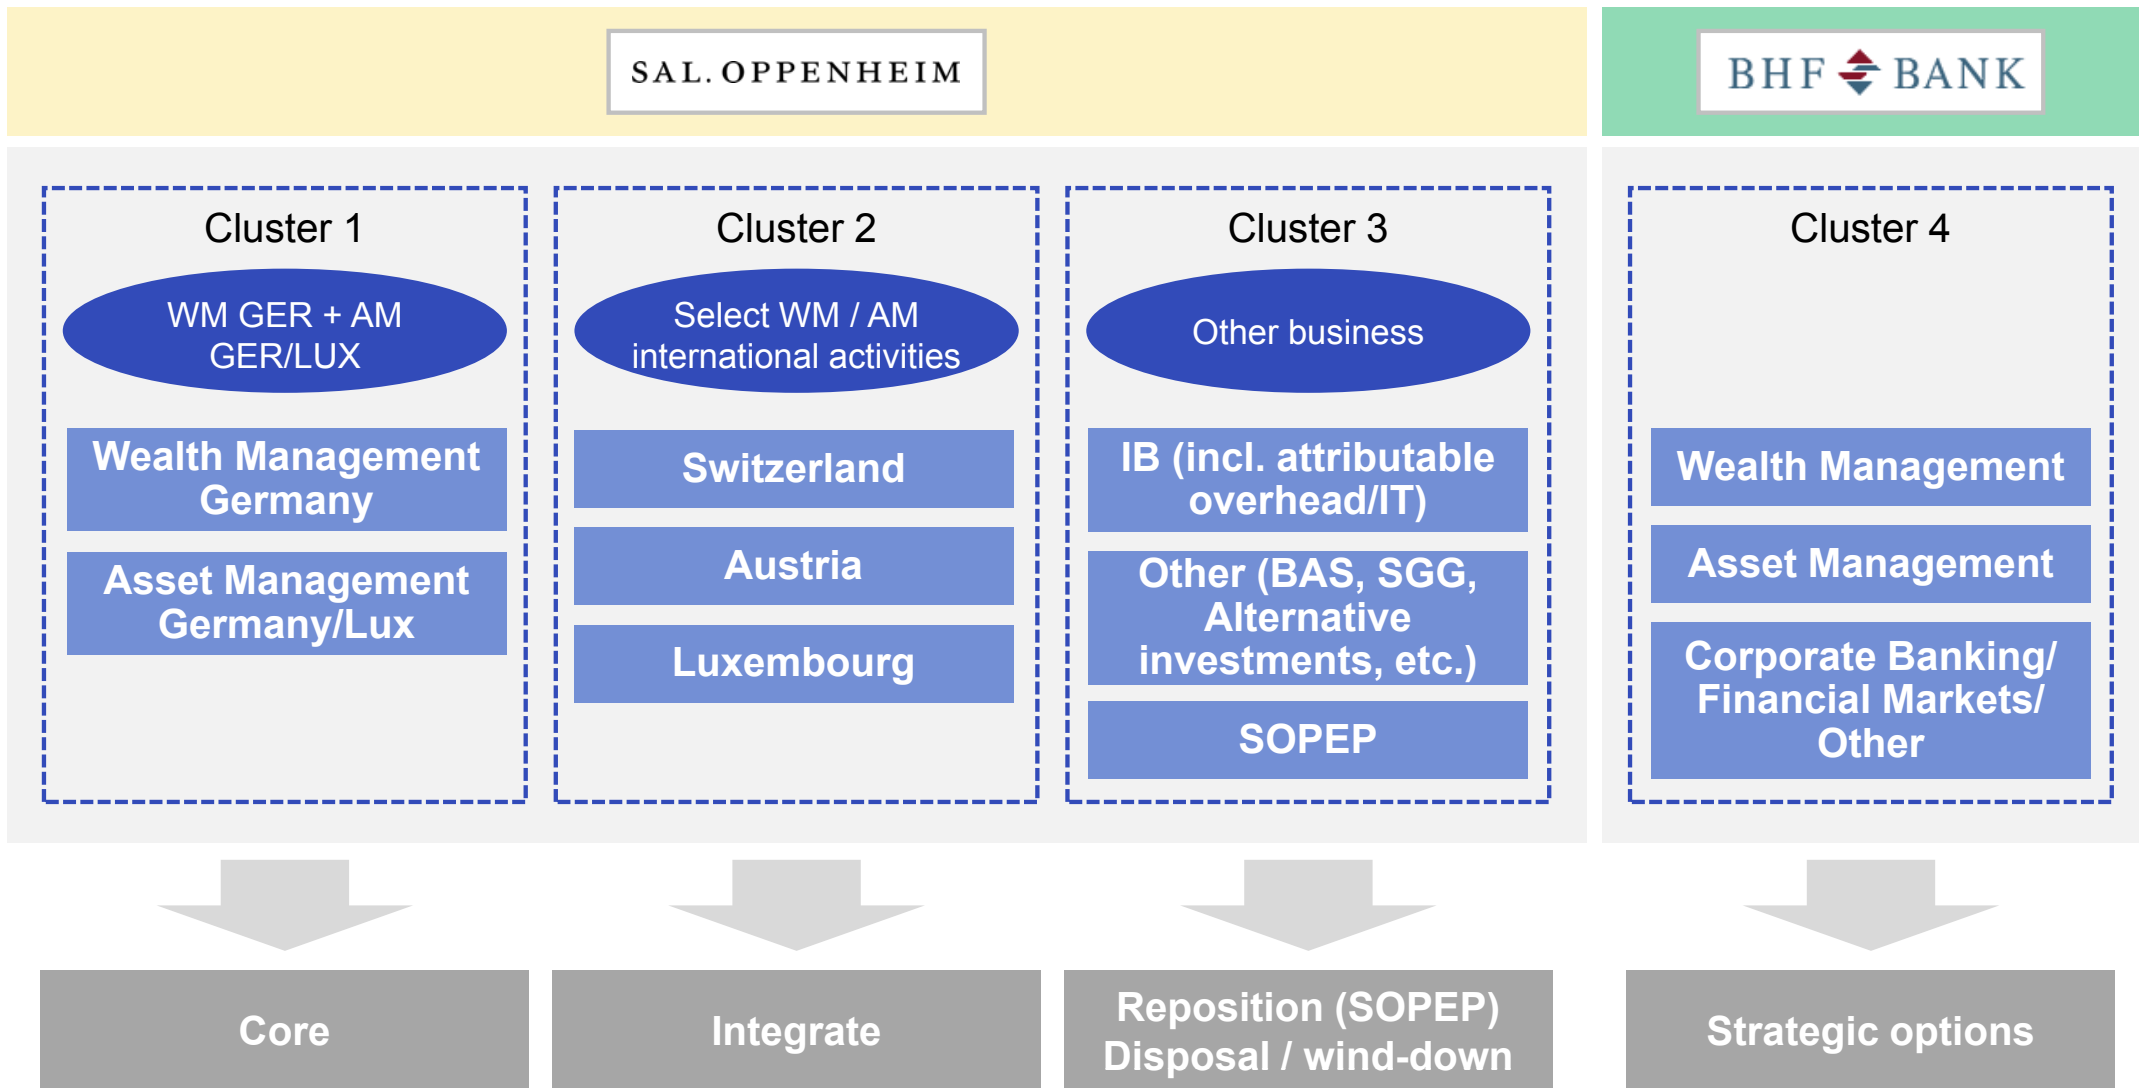 SAL. OPPENHEIM
BHF BANK
Cluster 1
WM GER + AM
GER/LUX
Wealth Management
Germany
Asset Management
Germany/Lux
Core
Cluster 2
Select WM / AM
international activities
Switzerland
Austria
Luxembourg
Integrate
Cluster 3
Other business
IB (incl. attributable
overhead/IT)
Other (BAS, SGG,
Alternative
investments, etc.)
SOPEP
Reposition (SOPEP)
Disposal / wind-down
Cluster 4
Wealth Management
Asset Management
Corporate Banking/
Financial Markets/
Other
Strategic options